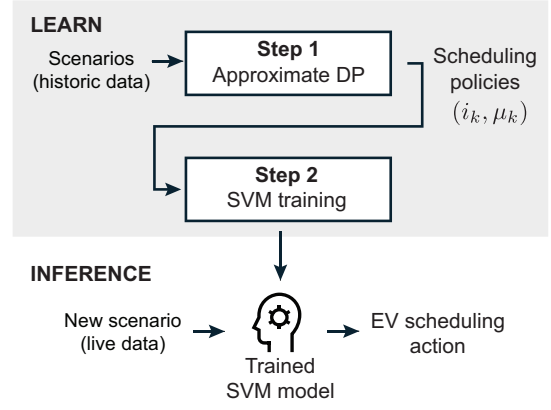 LEARN
Scenarios
(historic data)
Step 1
Approximate DP
Scheduling
policies
(i_k, μ_k)
Step 2
SVM training
INFERENCE
New scenario
(live data)
Trained
SVM model
EV scheduling
action